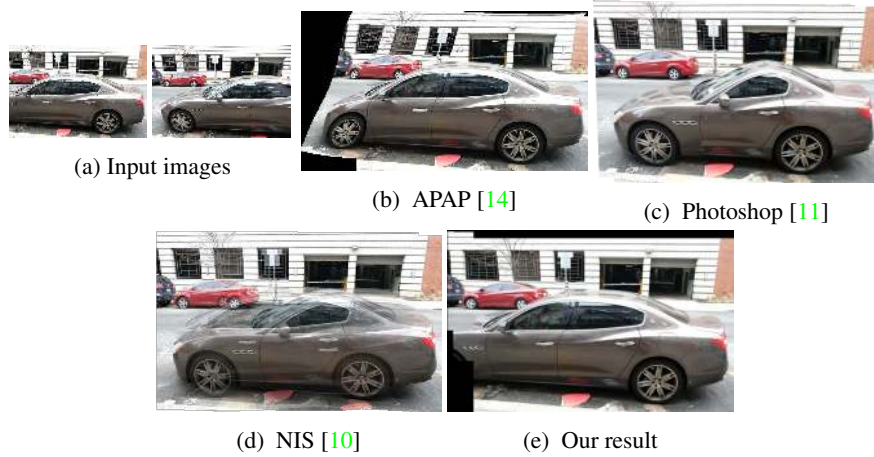 (a) Input images
(b) APAP [14]
(c) Photoshop [11]
(d) NIS [10]
(e) Our result